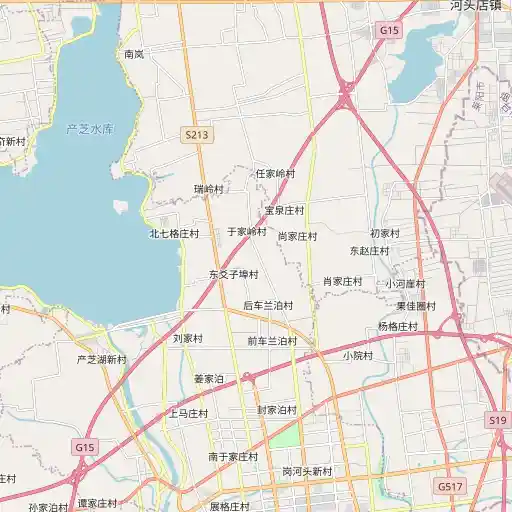 河头店镇
G15
南岚
莱阳市
产芝水库
S213
任家岭村
瑞岭村
宝泉庄村
北七格庄村
于家岭村
肖家庄村
初家村
东赵庄村
东爻子埠村
肖家庄村
小河崖村
后车兰泊村
果佳圈村
杨格庄村
刘家村
前车兰泊村
产芝湖新村
小院村
姜家泊
上马庄村
封家泊村
S19
G15
南于家庄村
岗河头新村
G517
谭家庄村
孙家泊村
展格庄村